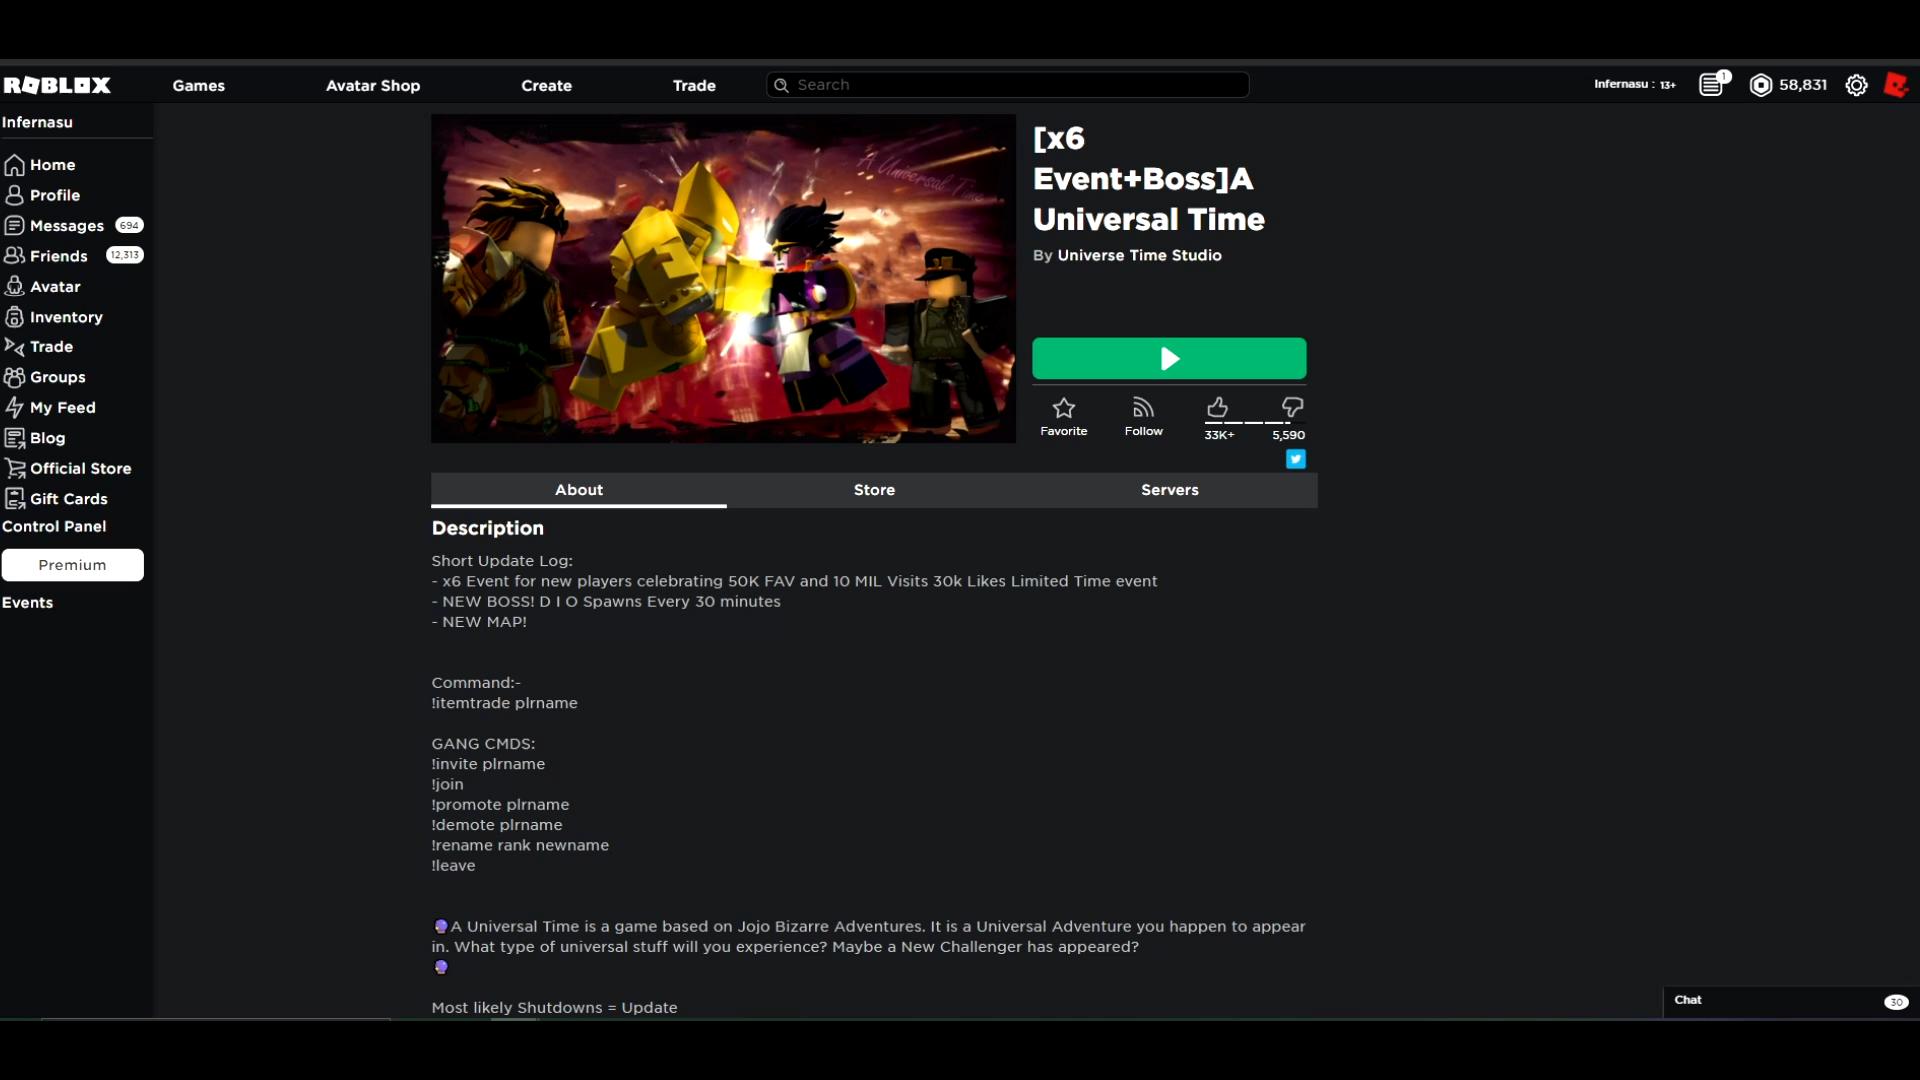 ROBLOX
Games
Avatar Shop
Create
Trade
Search
Infernasu : 13+
1
58,831
Infernasu
Home
Profile
Messages 694
Friends 12,313
Avatar
Inventory
Trade
Groups
My Feed
Blog
Official Store
Gift Cards
Control Panel
Premium
Events
A Universal Time
[x6
Event+Boss]A
Universal Time
By Universe Time Studio
Favorite
Follow
33K+
5,590
About
Store
Servers
Description
Short Update Log:
- x6 Event for new players celebrating 50K FAV and 10 MIL Visits 30k Likes Limited Time event
- NEW BOSS! D I O Spawns Every 30 minutes
- NEW MAP!
Command:-
!itemtrade plrname
GANG CMDS:
!invite plrname
!join
!promote plrname
!demote plrname
!rename rank newname
!leave
A Universal Time is a game based on Jojo Bizarre Adventures. It is a Universal Adventure you happen to appear
in. What type of universal stuff will you experience? Maybe a New Challenger has appeared?
Most likely Shutdowns = Update
Chat
30